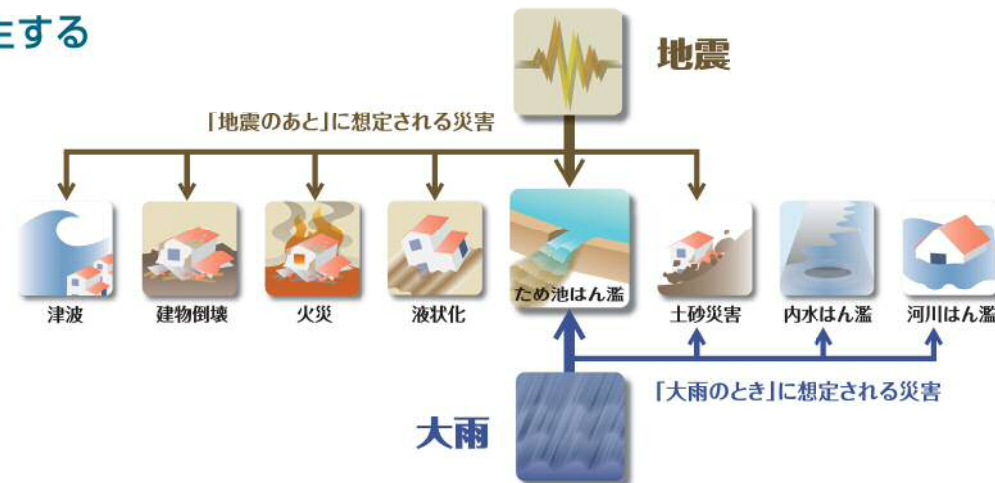 生する
地震
「地震のあと」に想定される災害
津波
建物倒壊
火災
液状化
ため池はん濫
土砂災害
内水はん濫
河川はん濫
「大雨のとき」に想定される災害
大雨